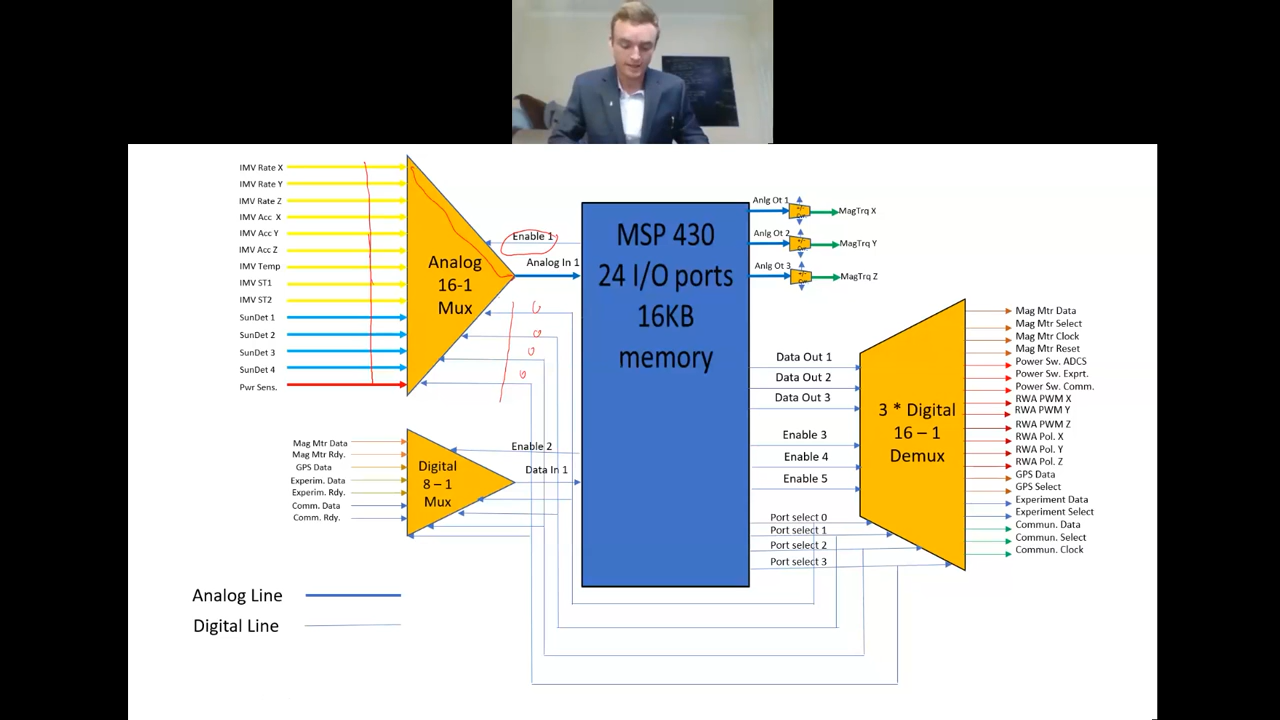 IMV Rate X
IMV Rate Y
IMV Rate Z
IMV Acc X
IMV Acc Y
IMV Acc Z
IMV Temp
IMV ST1
IMV ST2
SunDet 1
SunDet 2
SunDet 3
SunDet 4
Pwr Sens.
Analog
16-1
Mux
Enable 1
Analog In 1
0
0
0
0
Mag Mtr Data
Mag Mtr Rdy.
GPS Data
Experim. Data
Experim. Rdy.
Comm. Data
Comm. Rdy.
Digital
8 – 1
Mux
Enable 2
Data In 1
MSP 430
24 I/O ports
16KB
memory
Anlg Ot 1
Anlg Ot 2
Anlg Ot 3
MagTrq X
MagTrq Y
MagTrq Z
Data Out 1
Data Out 2
Data Out 3
Enable 3
Enable 4
Enable 5
Port select 0
Port select 1
Port select 2
Port select 3
3 * Digital
16 – 1
Demux
Mag Mtr Data
Mag Mtr Select
Mag Mtr Clock
Mag Mtr Reset
Power Sw. ADCS
Power Sw. Exprt.
Power Sw. Comm.
RWA PWM X
RWA PWM Y
RWA PWM Z
RWA Pol. X
RWA Pol. Y
RWA Pol. Z
GPS Data
GPS Select
Experiment Data
Experiment Select
Commun. Data
Commun. Select
Commun. Clock
Analog Line
Digital Line